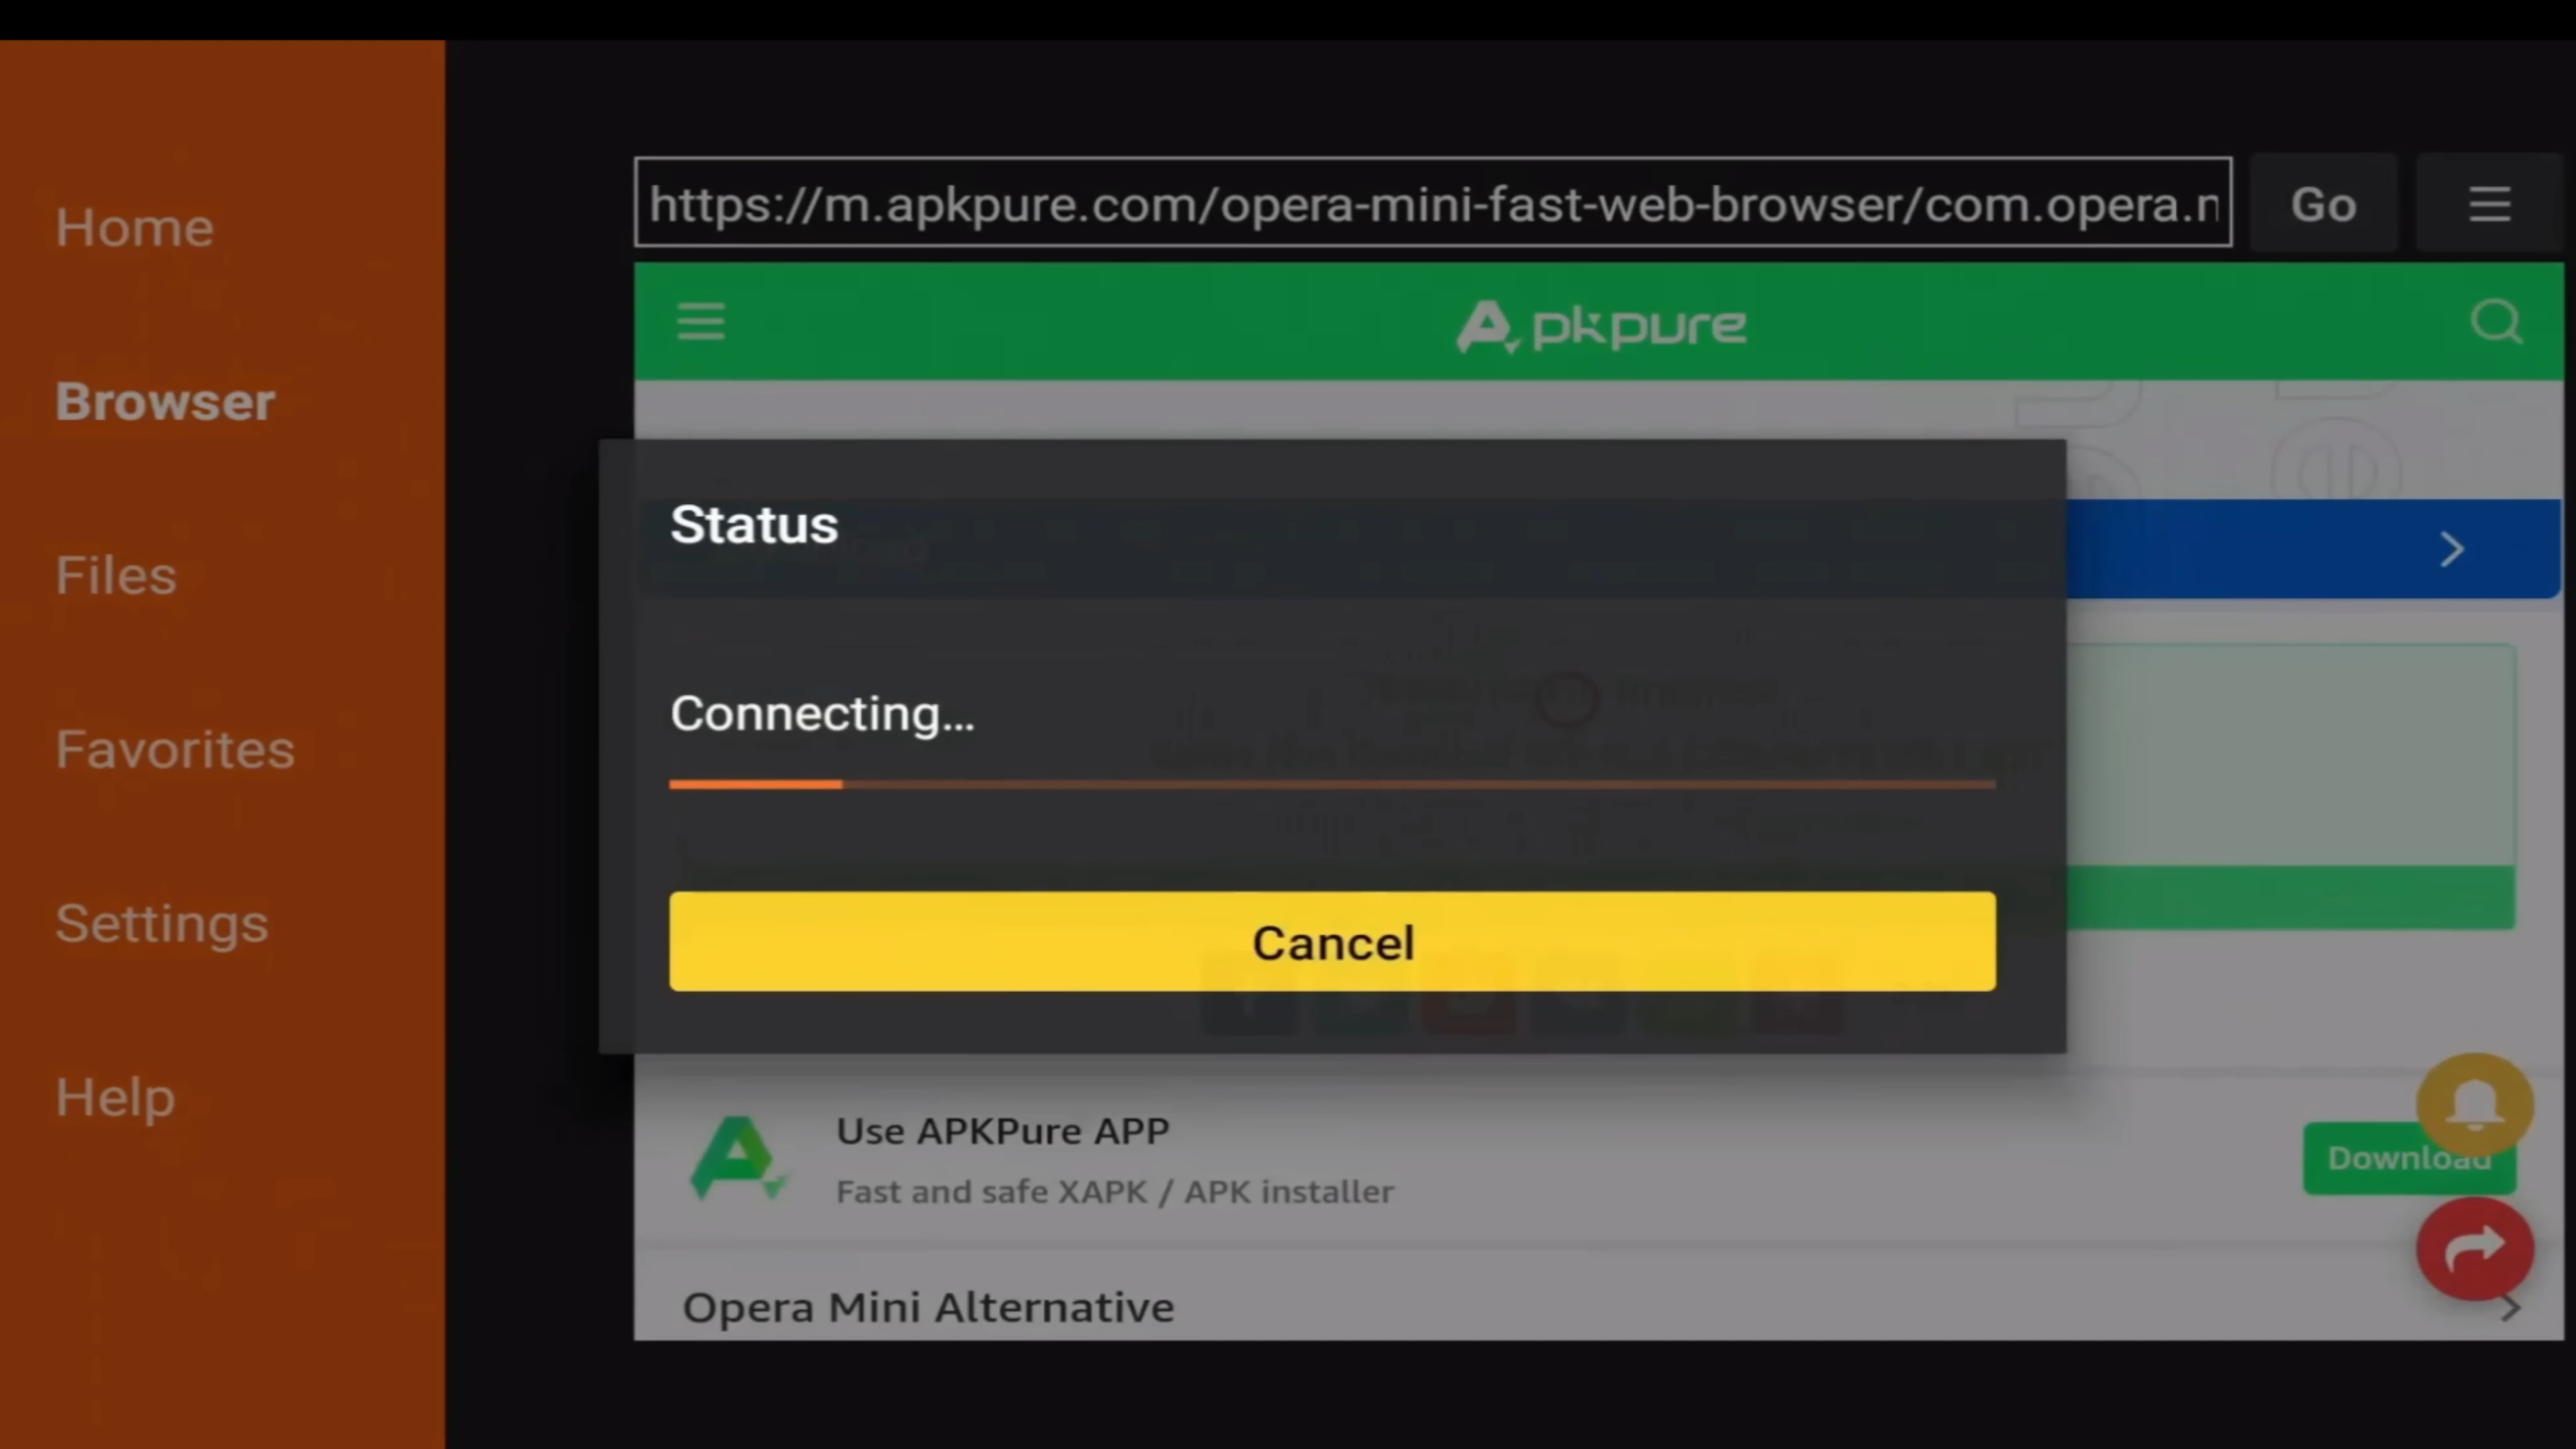 Home
Browser
Files
Favorites
Settings
Help
https://m.apkpure.com/opera-mini-fast-web-browser/com.opera.n
Go
Apkpure
Status
Connecting...
Cancel
Use APKPure APP
Fast and safe XAPK / APK installer
Download
Opera Mini Alternative